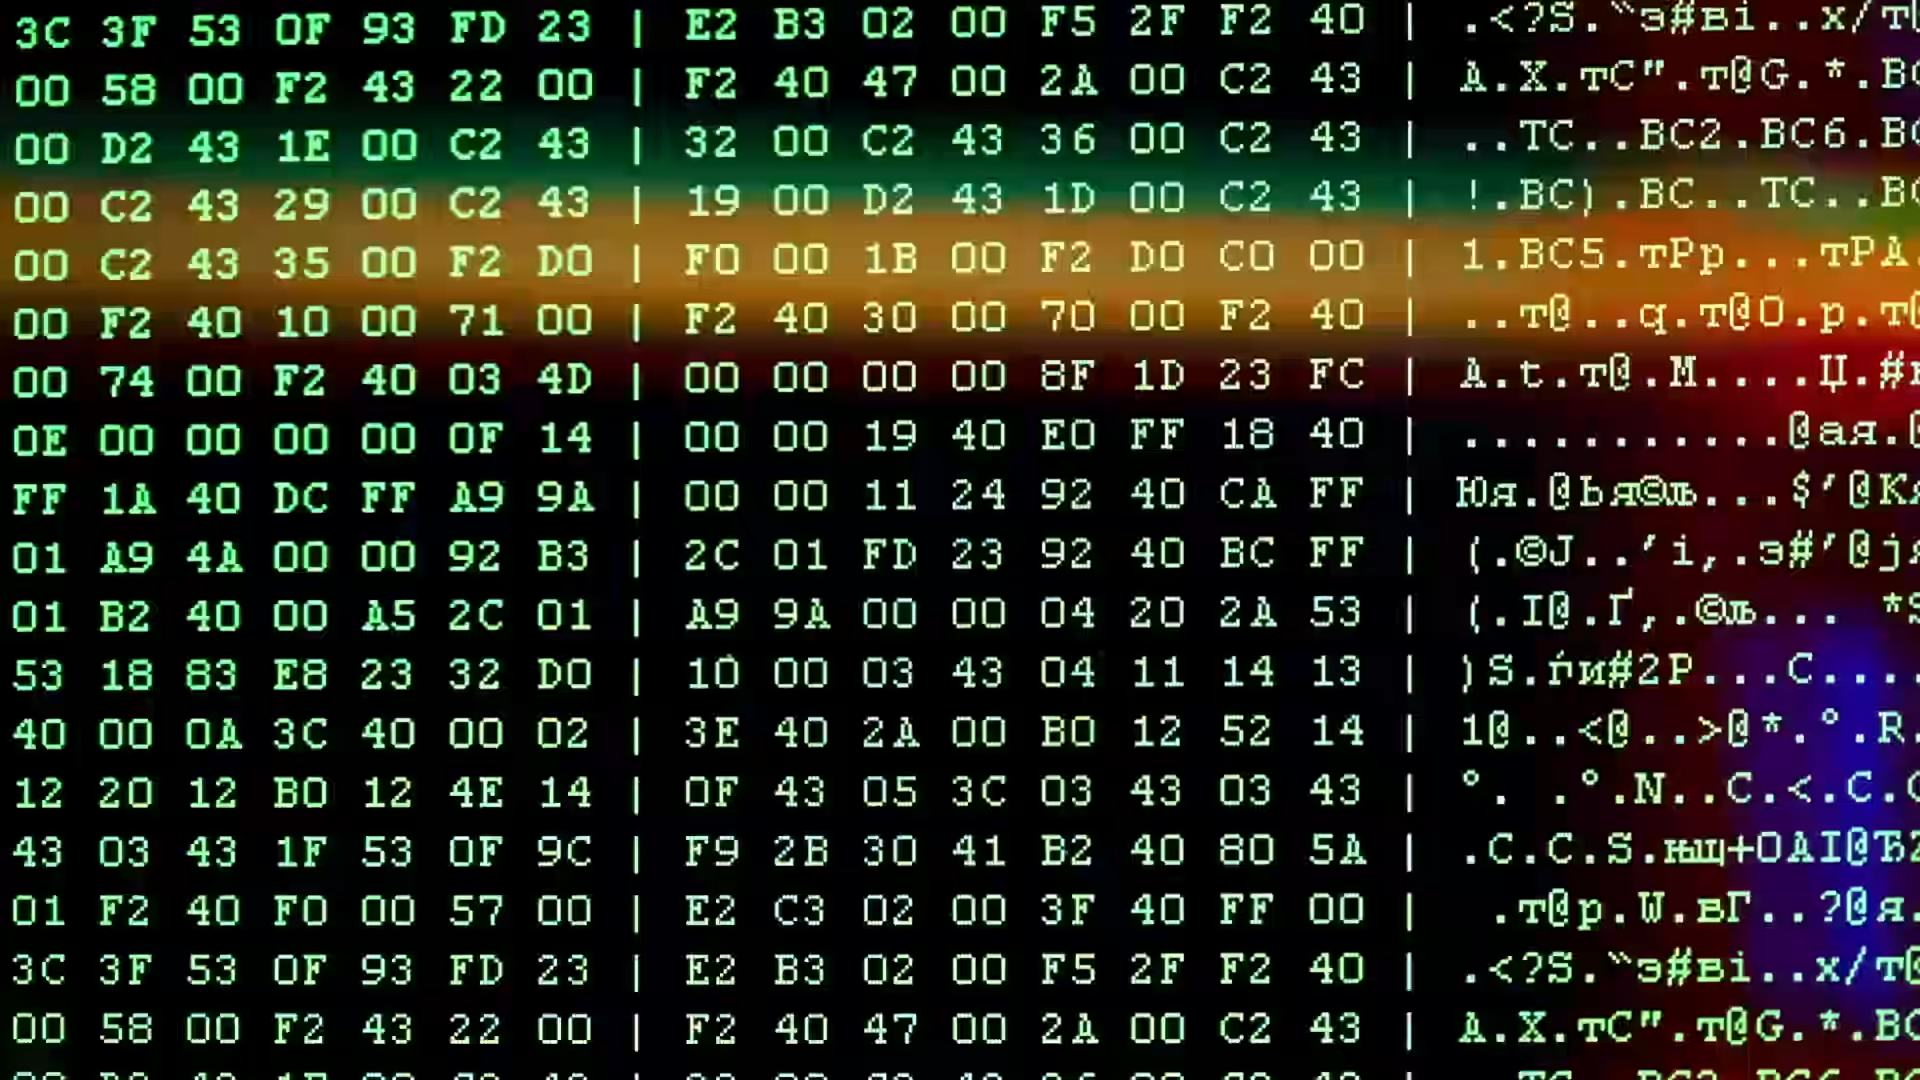 3C 3F 53 0F 93 FD 23 | E2 B3 02 00 F5 2F F2 40 | .<?S.“э#ві..х/т@
00 58 00 F2 43 22 00 | F2 40 47 00 2A 00 C2 43 | A.X.тC".т@G.*.BC
00 D2 43 1E 00 C2 43 | 32 00 C2 43 36 00 C2 43 | ..TC..BC2.BC6.BC
00 C2 43 29 00 C2 43 | 19 00 D2 43 1D 00 C2 43 | !.BC).BC..TC..BC
00 C2 43 35 00 F2 D0 | F0 00 1B 00 F2 D0 C0 00 | 1.BC5.тPp...тPA.
00 F2 40 10 00 71 00 | F2 40 30 00 70 00 F2 40 | ..т@..q.т@0.p.т@
00 74 00 F2 40 03 4D | 00 00 00 00 8F 1D 23 FC | A.t.т@.M....Џ.#
0E 00 00 00 00 0F 14 | 00 00 19 40 E0 FF 18 40 | ...........@ая.@
FF 1A 40 DC FF A9 9A | 00 00 11 24 92 40 CA FF | Юя.@Ья©љ...$’@К
01 A9 4A 00 00 92 B3 | 2C 01 FD 23 92 40 BC FF | (.©J..’і,.э#’@ј
01 B2 40 00 A5 2C 01 | A9 9A 00 00 04 20 2A 53 | (.І@.Ґ,.©љ... *S
53 18 83 E8 23 32 D0 | 10 00 03 43 04 11 14 13 | )S.ѓи#2Р...C....
40 00 0A 3C 40 00 02 | 3E 40 2A 00 B0 12 52 14 | 1@..<@..>@*.°.R.
12 20 12 B0 12 4E 14 | 0F 43 05 3C 03 43 03 43 | °. .°.N..C.<.C.C
43 03 43 1F 53 0F 9C | F9 2B 30 41 B2 40 80 5A | .C.C.S.њщ+0AІ@ЂZ
01 F2 40 F0 00 57 00 | E2 C3 02 00 3F 40 FF 00 | .т@р.W.вГ..?@я.
3C 3F 53 0F 93 FD 23 | E2 B3 02 00 F5 2F F2 40 | .<?S.“э#ві..х/т@
00 58 00 F2 43 22 00 | F2 40 47 00 2A 00 C2 43 | A.X.тC".т@G.*.BC